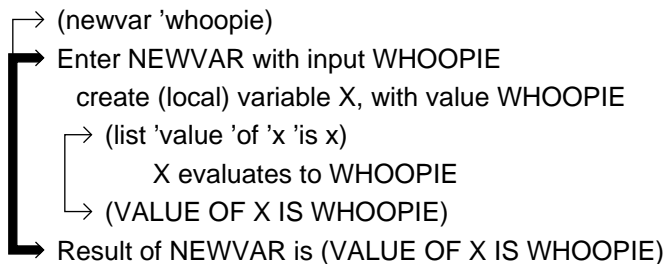 (newvar ’whoopie)
Enter NEWVAR with input WHOOPIE
create (local) variable X, with value WHOOPIE
(list ’value ’of ’x ’is x)
X evaluates to WHOOPIE
(VALUE OF X IS WHOOPIE)
Result of NEWVAR is (VALUE OF X IS WHOOPIE)